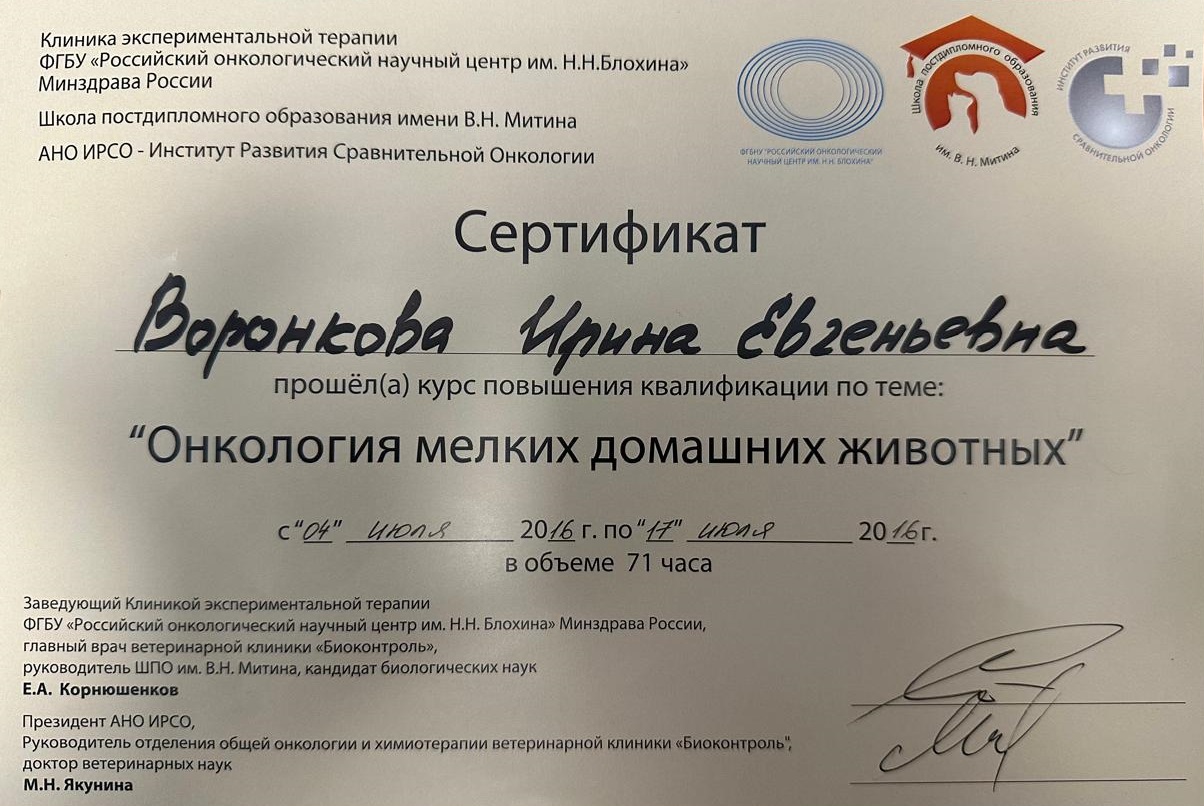 Клиника экспериментальной терапии
ФГБУ «Российский онкологический научный центр им. Н.Н.Блохина»
Минздрава России
Школа постдипломного образования имени В.Н. Митина
АНО ИРСО - Институт Развития Сравнительной Онкологии
ФГБНУ "РОССИЙСКИЙ ОНКОЛОГИЧЕСКИЙ
НАУЧНЫЙ ЦЕНТР ИМ. Н.Н. БЛОХИНА"
Школа постдипломного образования
им. В. Н. Митина
ИНСТИТУТ РАЗВИТИЯ
СРАВНИТЕЛЬНОЙ ОНКОЛОГИИ
Сертификат
Воронкова Ирина Евгеньевна
прошёл(а) курс повышения квалификации по теме:
“Онкология мелких домашних животных”
с “04” июля 2016 г. по “17” июля 2016 г.
в объеме 71 часа
Заведующий Клиникой экспериментальной терапии
ФГБУ «Российский онкологический научный центр им. Н.Н. Блохина» Минздрава России,
главный врач ветеринарной клиники «Биоконтроль»,
руководитель ШПО им. В.Н. Митина, кандидат биологических наук
Е.А. Корнюшенков
Президент АНО ИРСО,
Руководитель отделения общей онкологии и химиотерапии ветеринарной клиники «Биоконтроль",
доктор ветеринарных наук
М.Н. Якунина